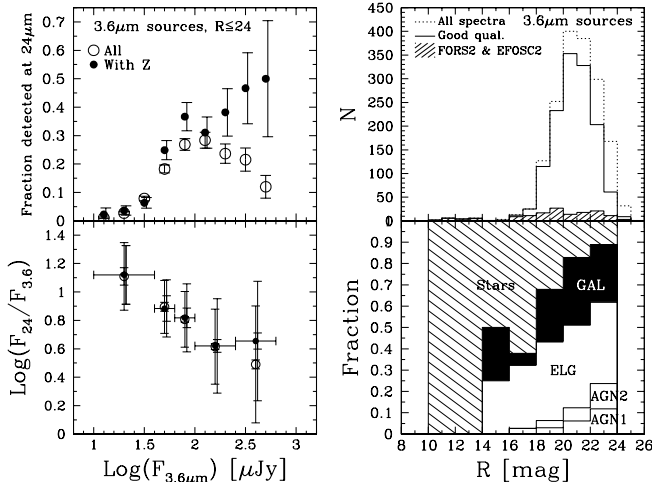 3.6μm sources, R≤24
All
With Z
Fraction detected at 24μm
0.7
0.6
0.5
0.4
0.3
0.2
0.1
0
Log(F24/F3.6)
1.4
1.2
1
0.8
0.6
0.4
0.2
0
1
1.5
2
2.5
3
Log(F3.6μm) [μJy]
3.6μm sources
All spectra
Good qual.
FORS2 & EFOSC2
N
450
400
350
300
250
200
150
100
50
0
Fraction
0.9
0.8
0.7
0.6
0.5
0.4
0.3
0.2
0.1
0
Stars
GAL
ELG
AGN2
AGN1
8
10
12
14
16
18
20
22
24
26
R [mag]